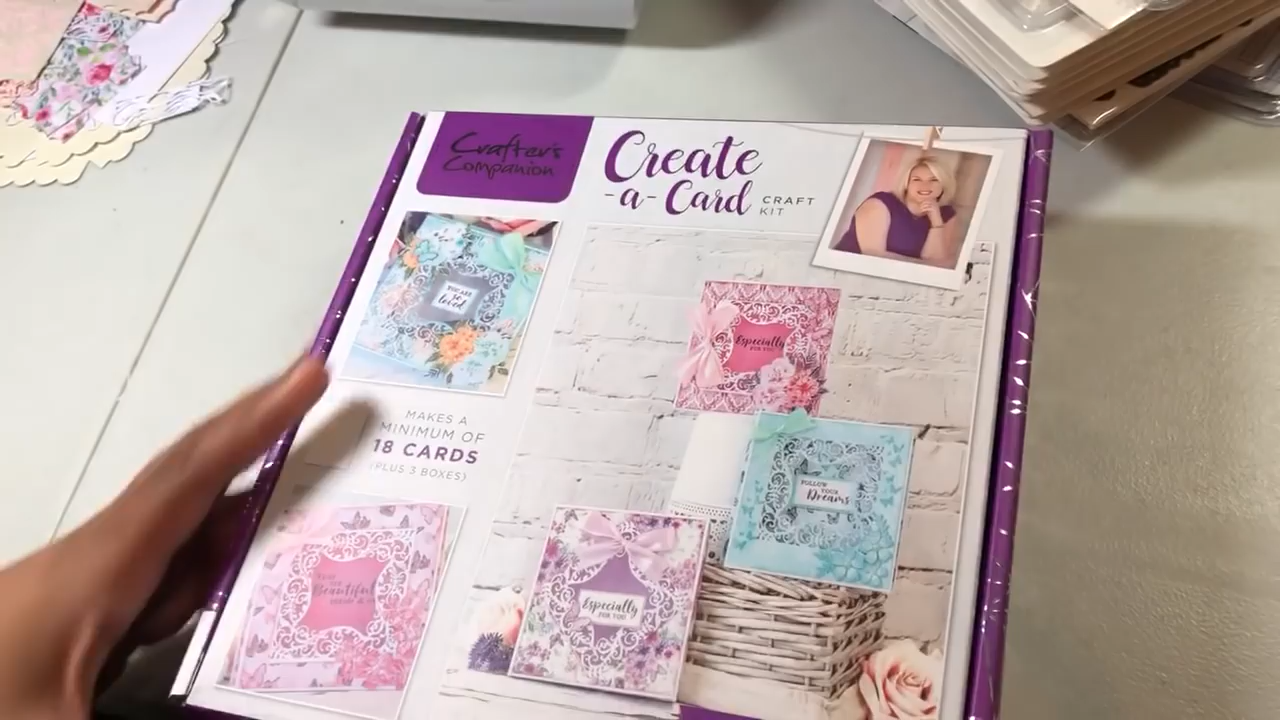 Crafter's
Companion
Create
-a-Card
CRAFT
KIT
YOU ARE
so
loved
Especially
FOR YOU
MAKES A
MINIMUM OF
18 CARDS
(PLUS 3 BOXES)
FOLLOW
YOUR
Dreams
Beautiful
Especially
FOR YOU